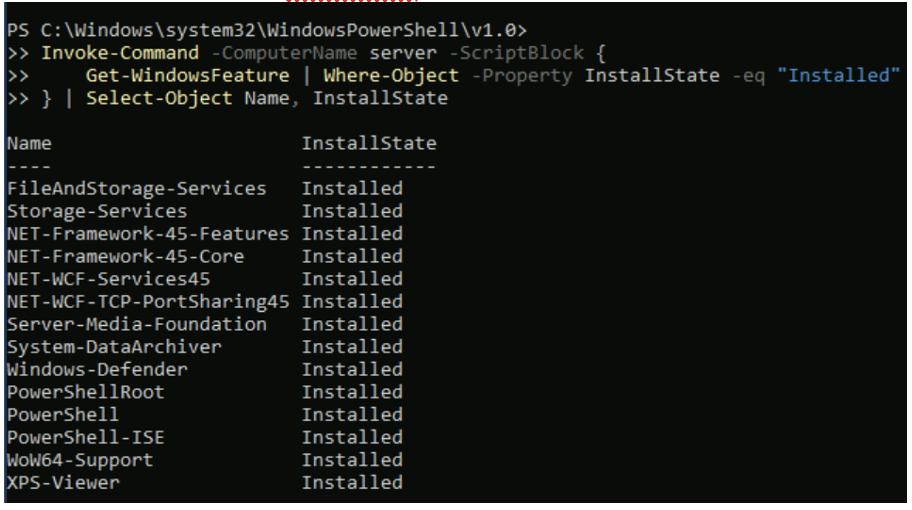 PS C:\Windows\system32\WindowsPowerShell\v1.0>
>> Invoke-Command -ComputerName server -ScriptBlock {
>>     Get-WindowsFeature | Where-Object -Property InstallState -eq "Installed"
>> } | Select-Object Name, InstallState
Name                      InstallState
----                      ------------
FileAndStorage-Services   Installed
Storage-Services          Installed
NET-Framework-45-Features Installed
NET-Framework-45-Core     Installed
NET-WCF-Services45        Installed
NET-WCF-TCP-PortSharing45 Installed
Server-Media-Foundation   Installed
System-DataArchiver       Installed
Windows-Defender          Installed
PowerShellRoot            Installed
PowerShell                Installed
PowerShell-ISE            Installed
WoW64-Support             Installed
XPS-Viewer                Installed